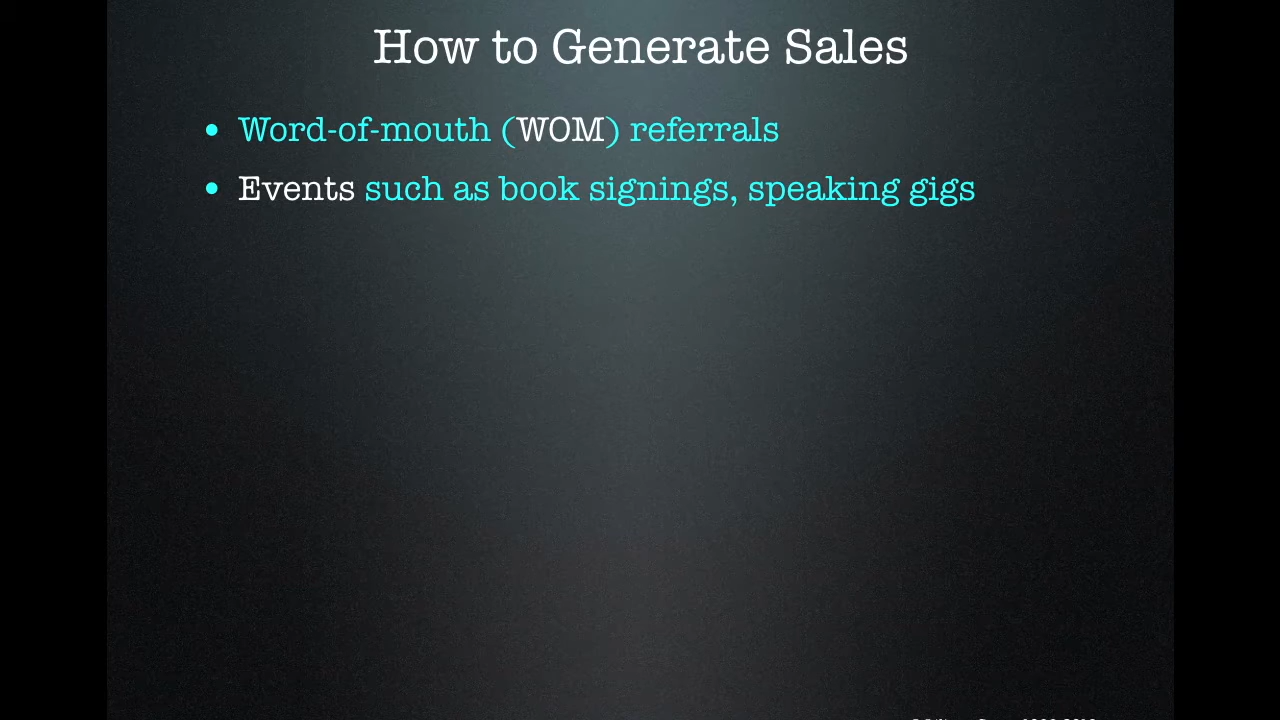 How to Generate Sales
• Word-of-mouth (WOM) referrals
• Events such as book signings, speaking gigs